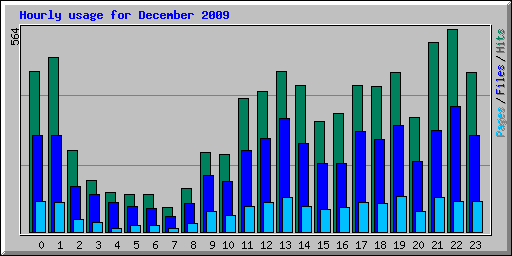 Hourly usage for December 2009
564
Pages/Files/Hits
0 1 2 3 4 5 6 7 8 9 10 11 12 13 14 15 16 17 18 19 20 21 22 23